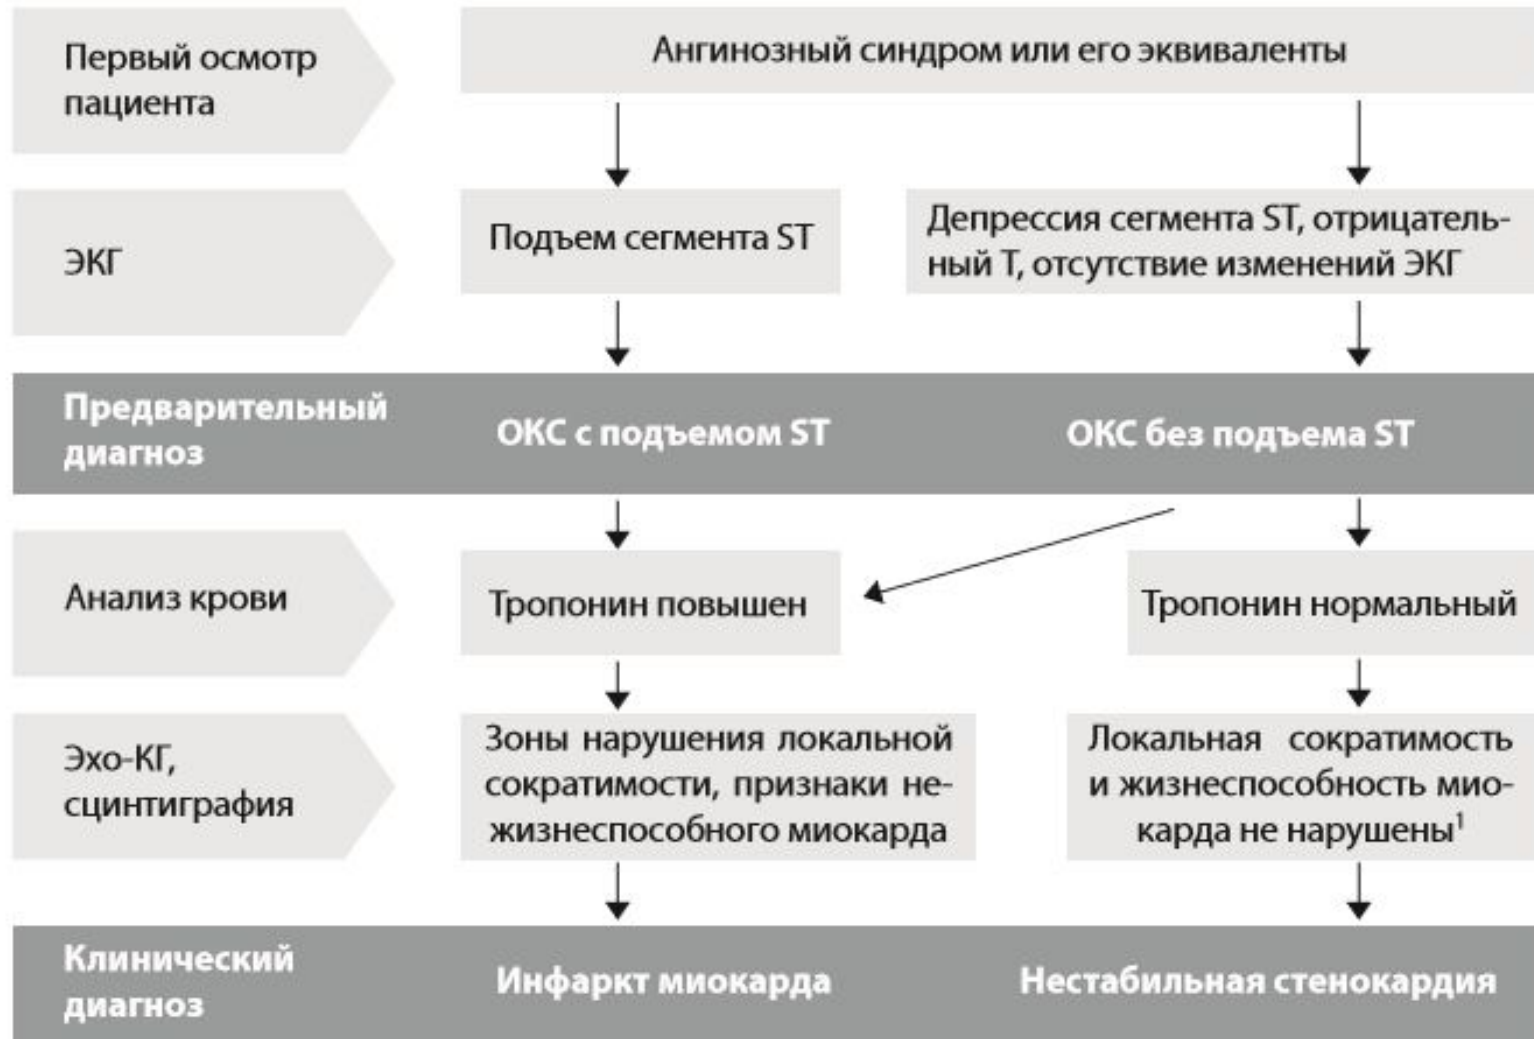 Первый осмотр
пациента
Ангинозный синдром или его эквиваленты
ЭКГ
Подъем сегмента ST
Депрессия сегмента ST, отрицатель-
ный Т, отсутствие изменений ЭКГ
Предварительный
диагноз
ОКС с подъемом ST
ОКС без подъема ST
Анализ крови
Тропонин повышен
Тропонин нормальный
Эхо-КГ,
сцинтиграфия
Зоны нарушения локальной
сократимости, признаки не-
жизнеспособного миокарда
Локальная сократимость
и жизнеспособность мио-
карда не нарушены¹
Клинический
диагноз
Инфаркт миокарда
Нестабильная стенокардия